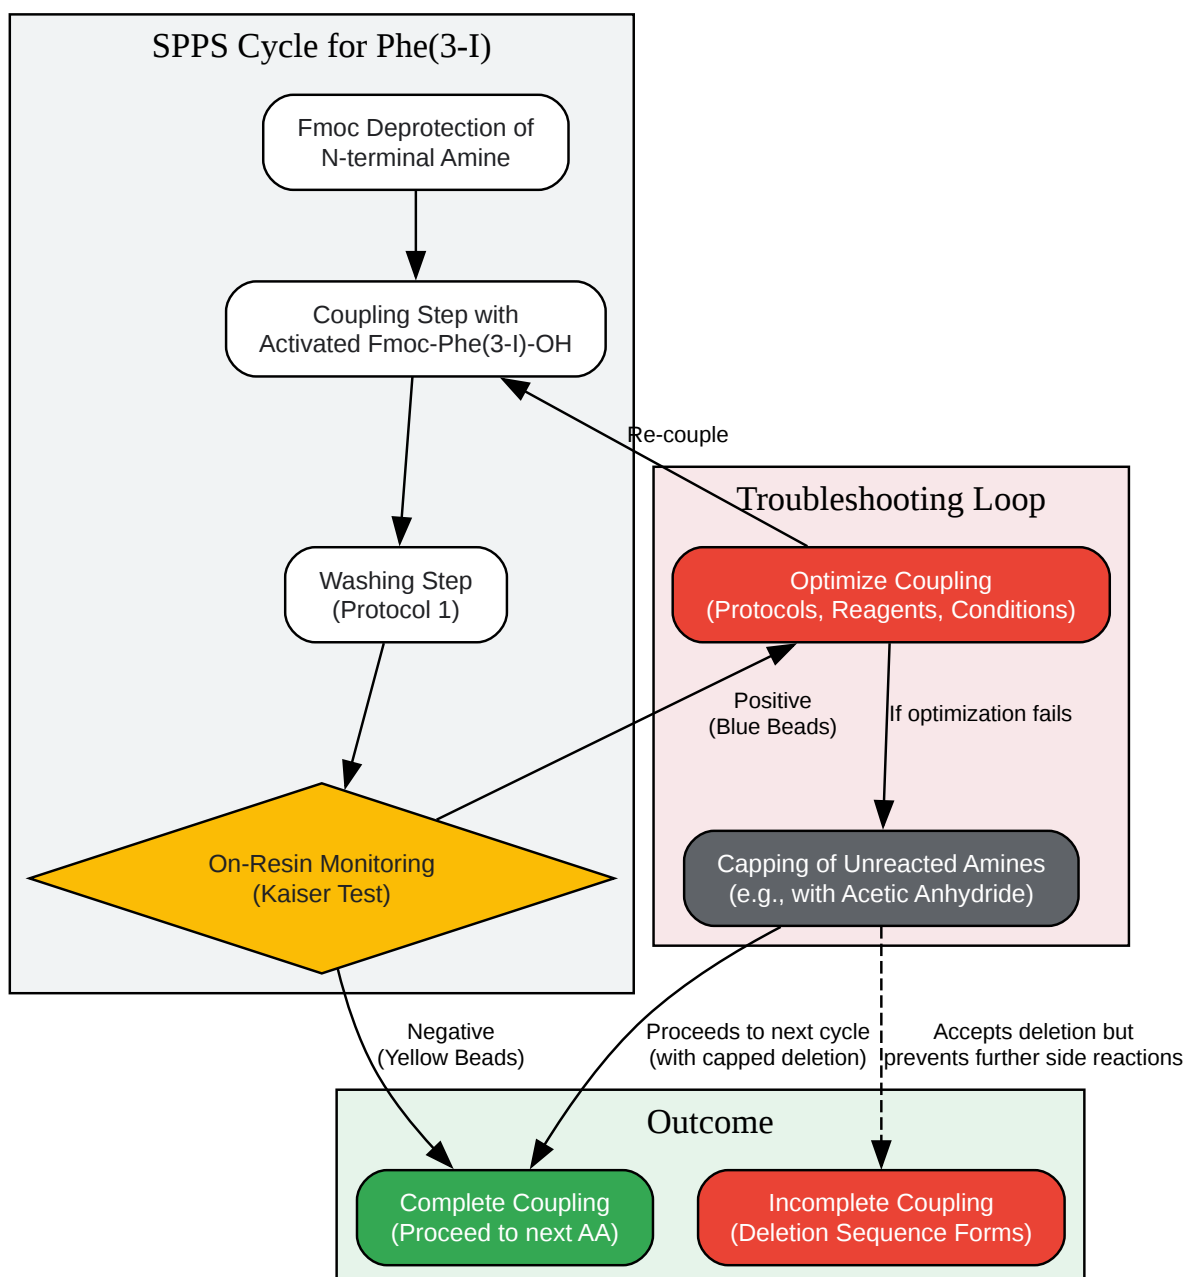 SPPS Cycle for Phe(3-I)
Fmoc Deprotection of
N-terminal Amine
Coupling Step with
Activated Fmoc-Phe(3-I)-OH
Re-couple
Troubleshooting Loop
Washing Step
(Protocol 1)
Optimize Coupling
(Protocols, Reagents, Conditions)
Positive
(Blue Beads)
If optimization fails
On-Resin Monitoring
(Kaiser Test)
Capping of Unreacted Amines
(e.g., with Acetic Anhydride)
Negative
(Yellow Beads)
Proceeds to next cycle
(with capped deletion)
Accepts deletion but
prevents further side reactions
Outcome
Complete Coupling
(Proceed to next AA)
Incomplete Coupling
(Deletion Sequence Forms)